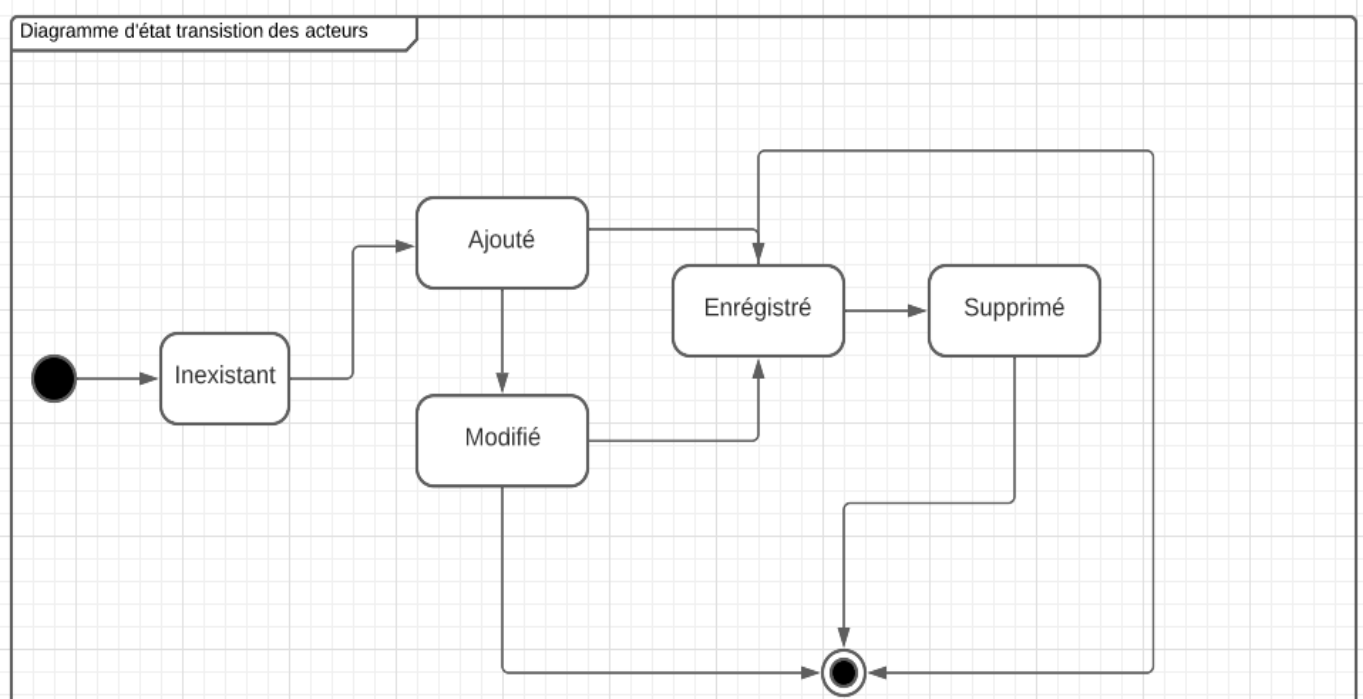 Diagramme d'état transistion des acteurs
Ajouté
Enrégistré
Supprimé
Inexistant
Modifié